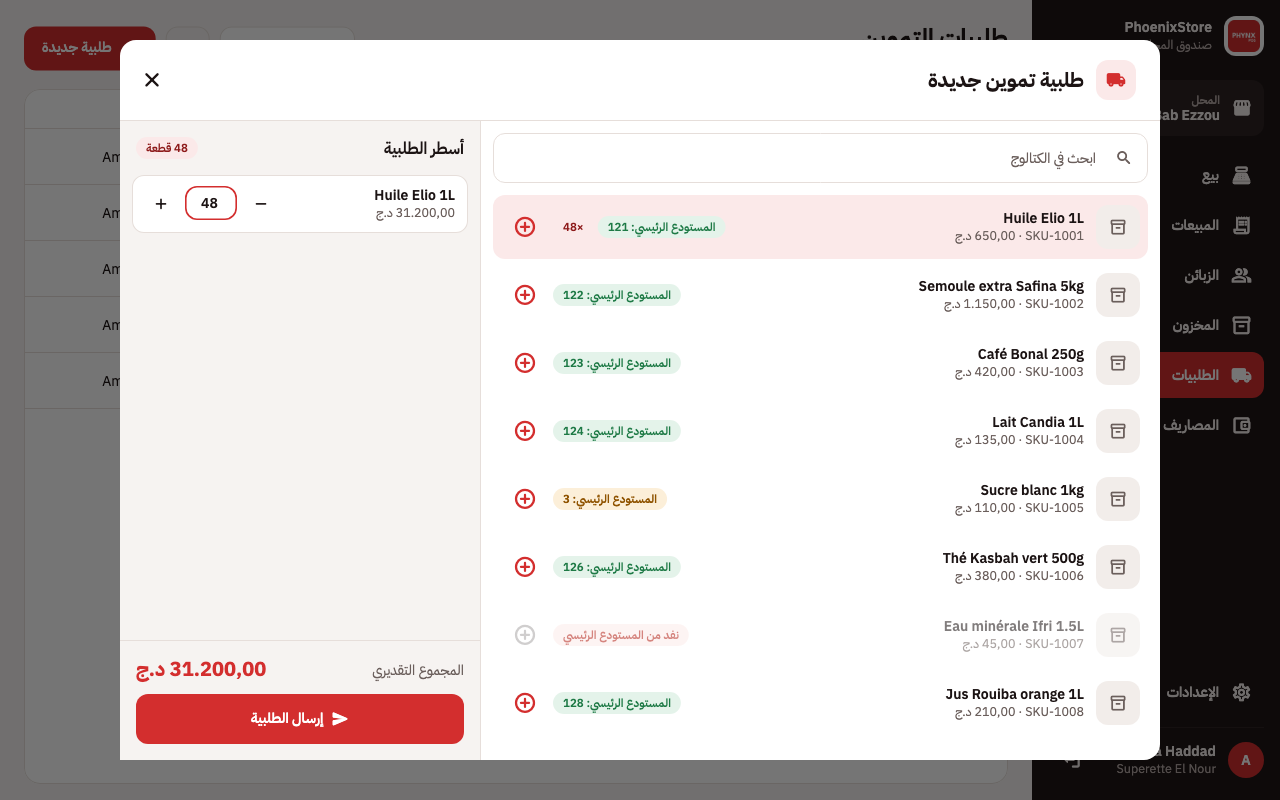 PhoenixStore
PHYNX
طلبية جديدة
المحل
بيع
المبيعات
الزبائن
المخزون
الطلبيات
المصاريف
الإعدادات
Haddad
Superette El Nour
A
طلبية تموين جديدة
ابحث في الكتالوج
Huile Elio 1L
SKU-1001 · 650,00 د.ج
المستودع الرئيسي: 121
×48
Semoule extra Safina 5kg
SKU-1002 · 1.150,00 د.ج
المستودع الرئيسي: 122
Café Bonal 250g
SKU-1003 · 420,00 د.ج
المستودع الرئيسي: 123
Lait Candia 1L
SKU-1004 · 135,00 د.ج
المستودع الرئيسي: 124
Sucre blanc 1kg
SKU-1005 · 110,00 د.ج
المستودع الرئيسي: 3
Thé Kasbah vert 500g
SKU-1006 · 380,00 د.ج
المستودع الرئيسي: 126
Eau minérale Ifri 1.5L
SKU-1007 · 45,00 د.ج
نفد من المستودع الرئيسي
Jus Rouiba orange 1L
SKU-1008 · 210,00 د.ج
المستودع الرئيسي: 128
أسطر الطلبية
48 قطعة
Huile Elio 1L
31.200,00 د.ج
− 48 +
المجموع التقديري
31.200,00 د.ج
إرسال الطلبية